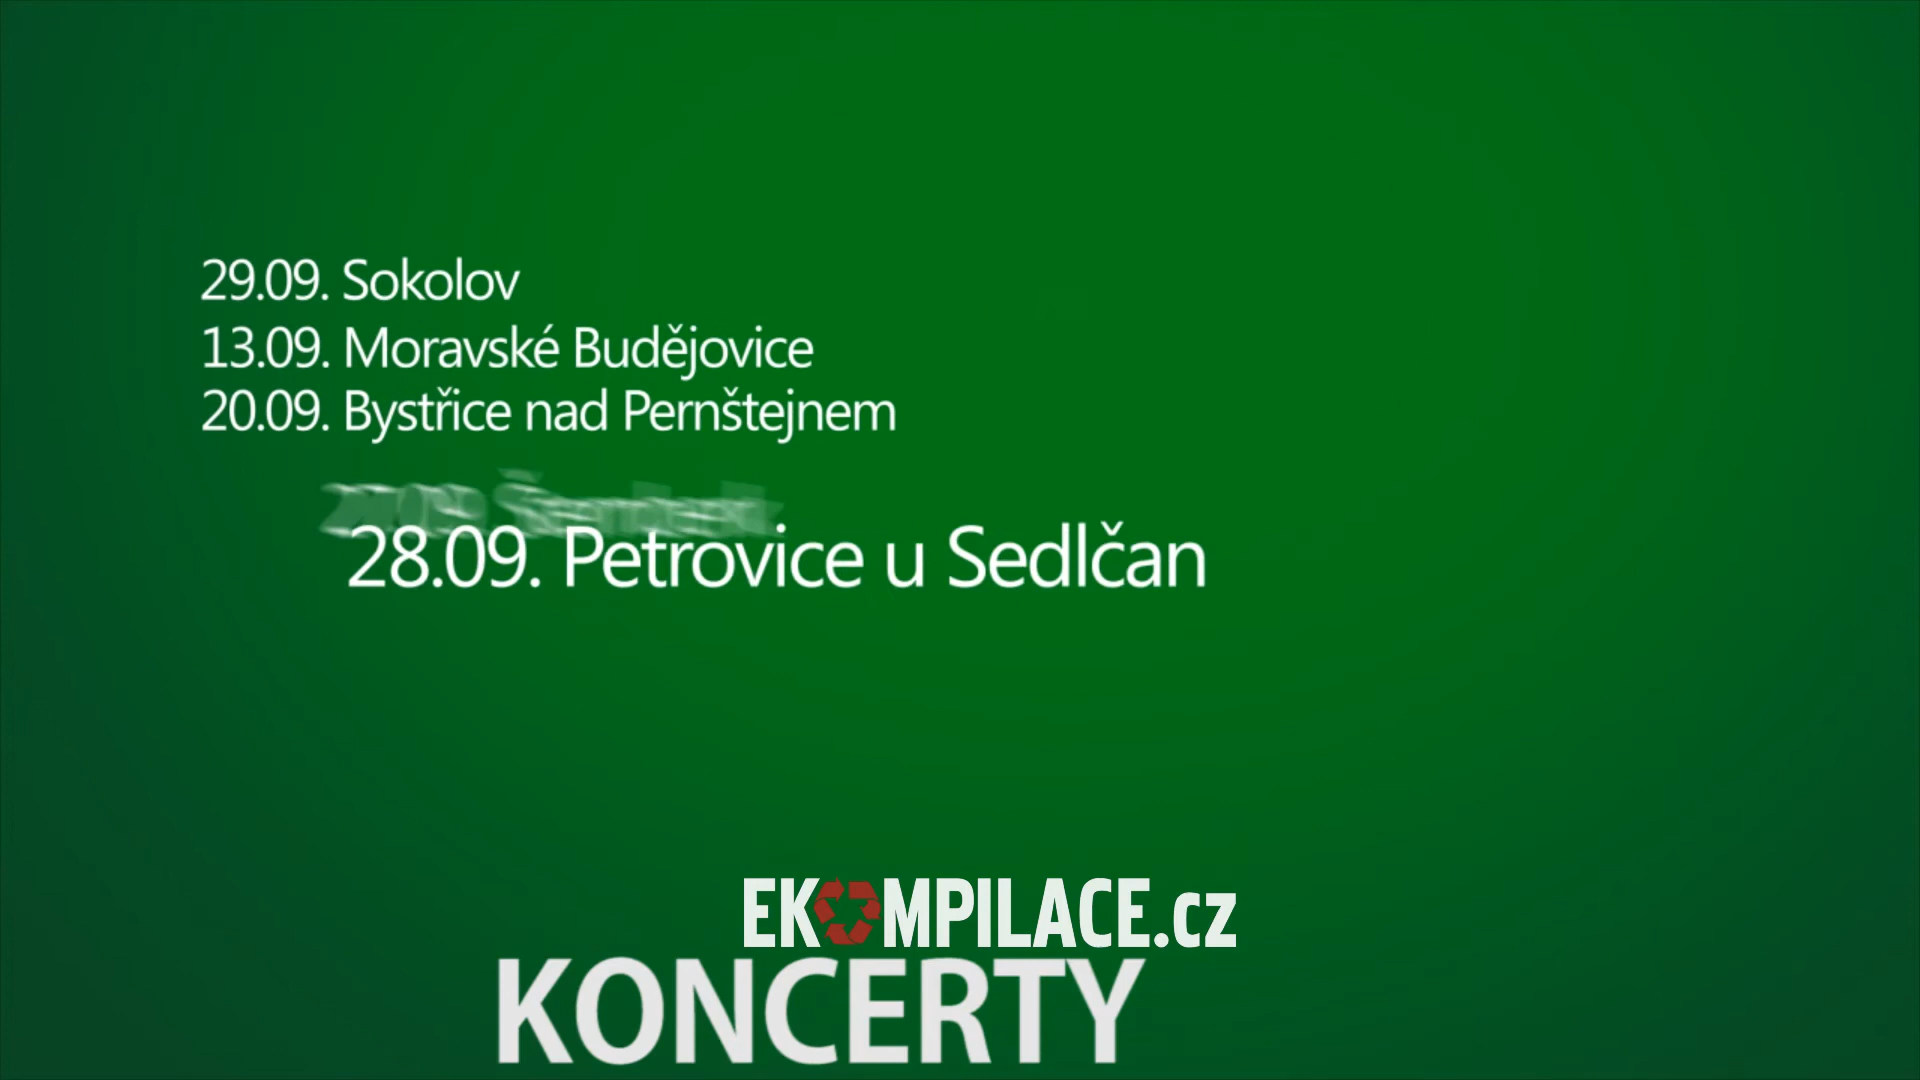 29.09. Sokolov
13.09. Moravské Budějovice
20.09. Bystřice nad Pernštejnem
28.09. Petrovice u Sedlčan
EKOMPILACE.cz
KONCERTY